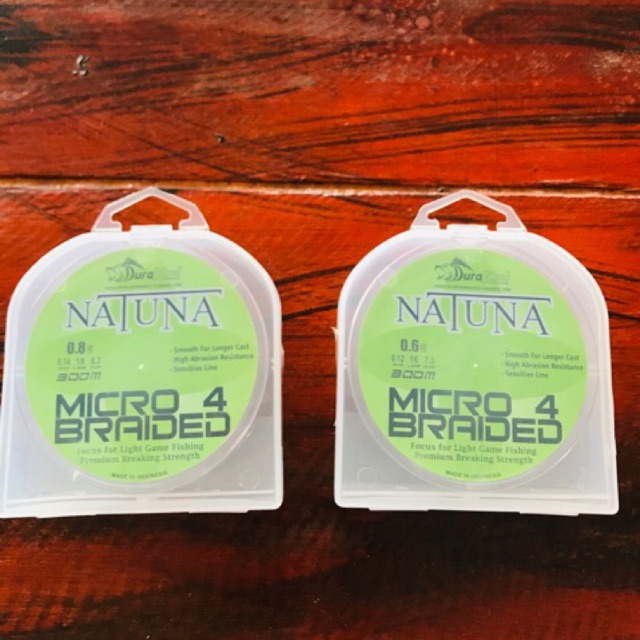 Dura
NATUNA
0.8
- Smooth For Longer Cast
- High Abrasion Resistance
- Sensitive Line
0.14
300m
MICRO 4
BRAIDED
Focus for Light Game Fishing
Premium Breaking Strength
MADE IN INDONESIA
Dura
NATUNA
0.6
- Smooth For Longer Cast
- High Abrasion Resistance
- Sensitive Line
0.12
300m
MICRO 4
BRAIDED
Focus for Light Game Fishing
Premium Breaking Strength
MADE IN INDONESIA